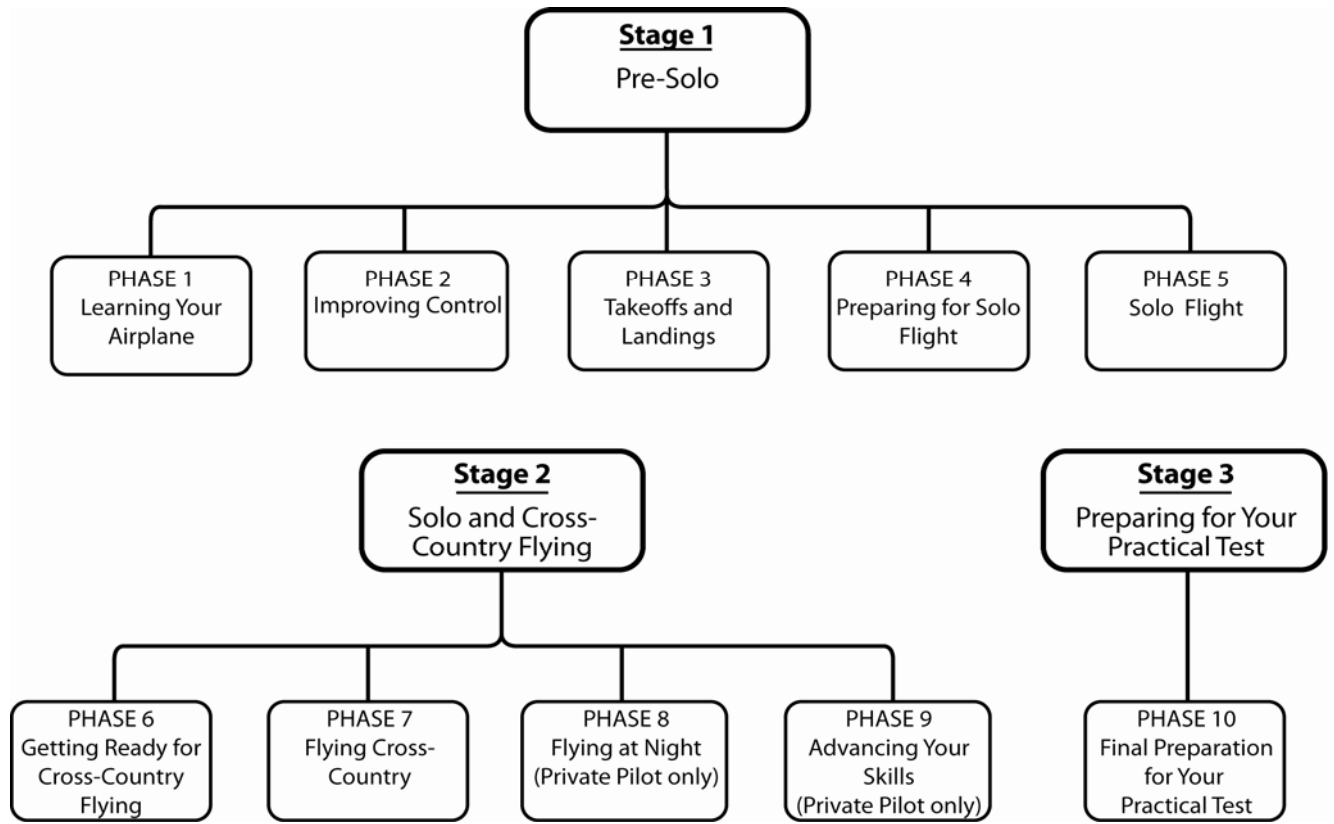 Stage 1
Pre-Solo
PHASE 1
Learning Your
Airplane
PHASE 2
Improving Control
PHASE 3
Takeoffs and
Landings
PHASE 4
Preparing for Solo
Flight
PHASE 5
Solo Flight
Stage 2
Solo and Cross-
Country Flying
Stage 3
Preparing for Your
Practical Test
PHASE 6
Getting Ready for
Cross-Country
Flying
PHASE 7
Flying Cross-
Country
PHASE 8
Flying at Night
(Private Pilot only)
PHASE 9
Advancing Your
Skills
(Private Pilot only)
PHASE 10
Final Preparation
for Your
Practical Test